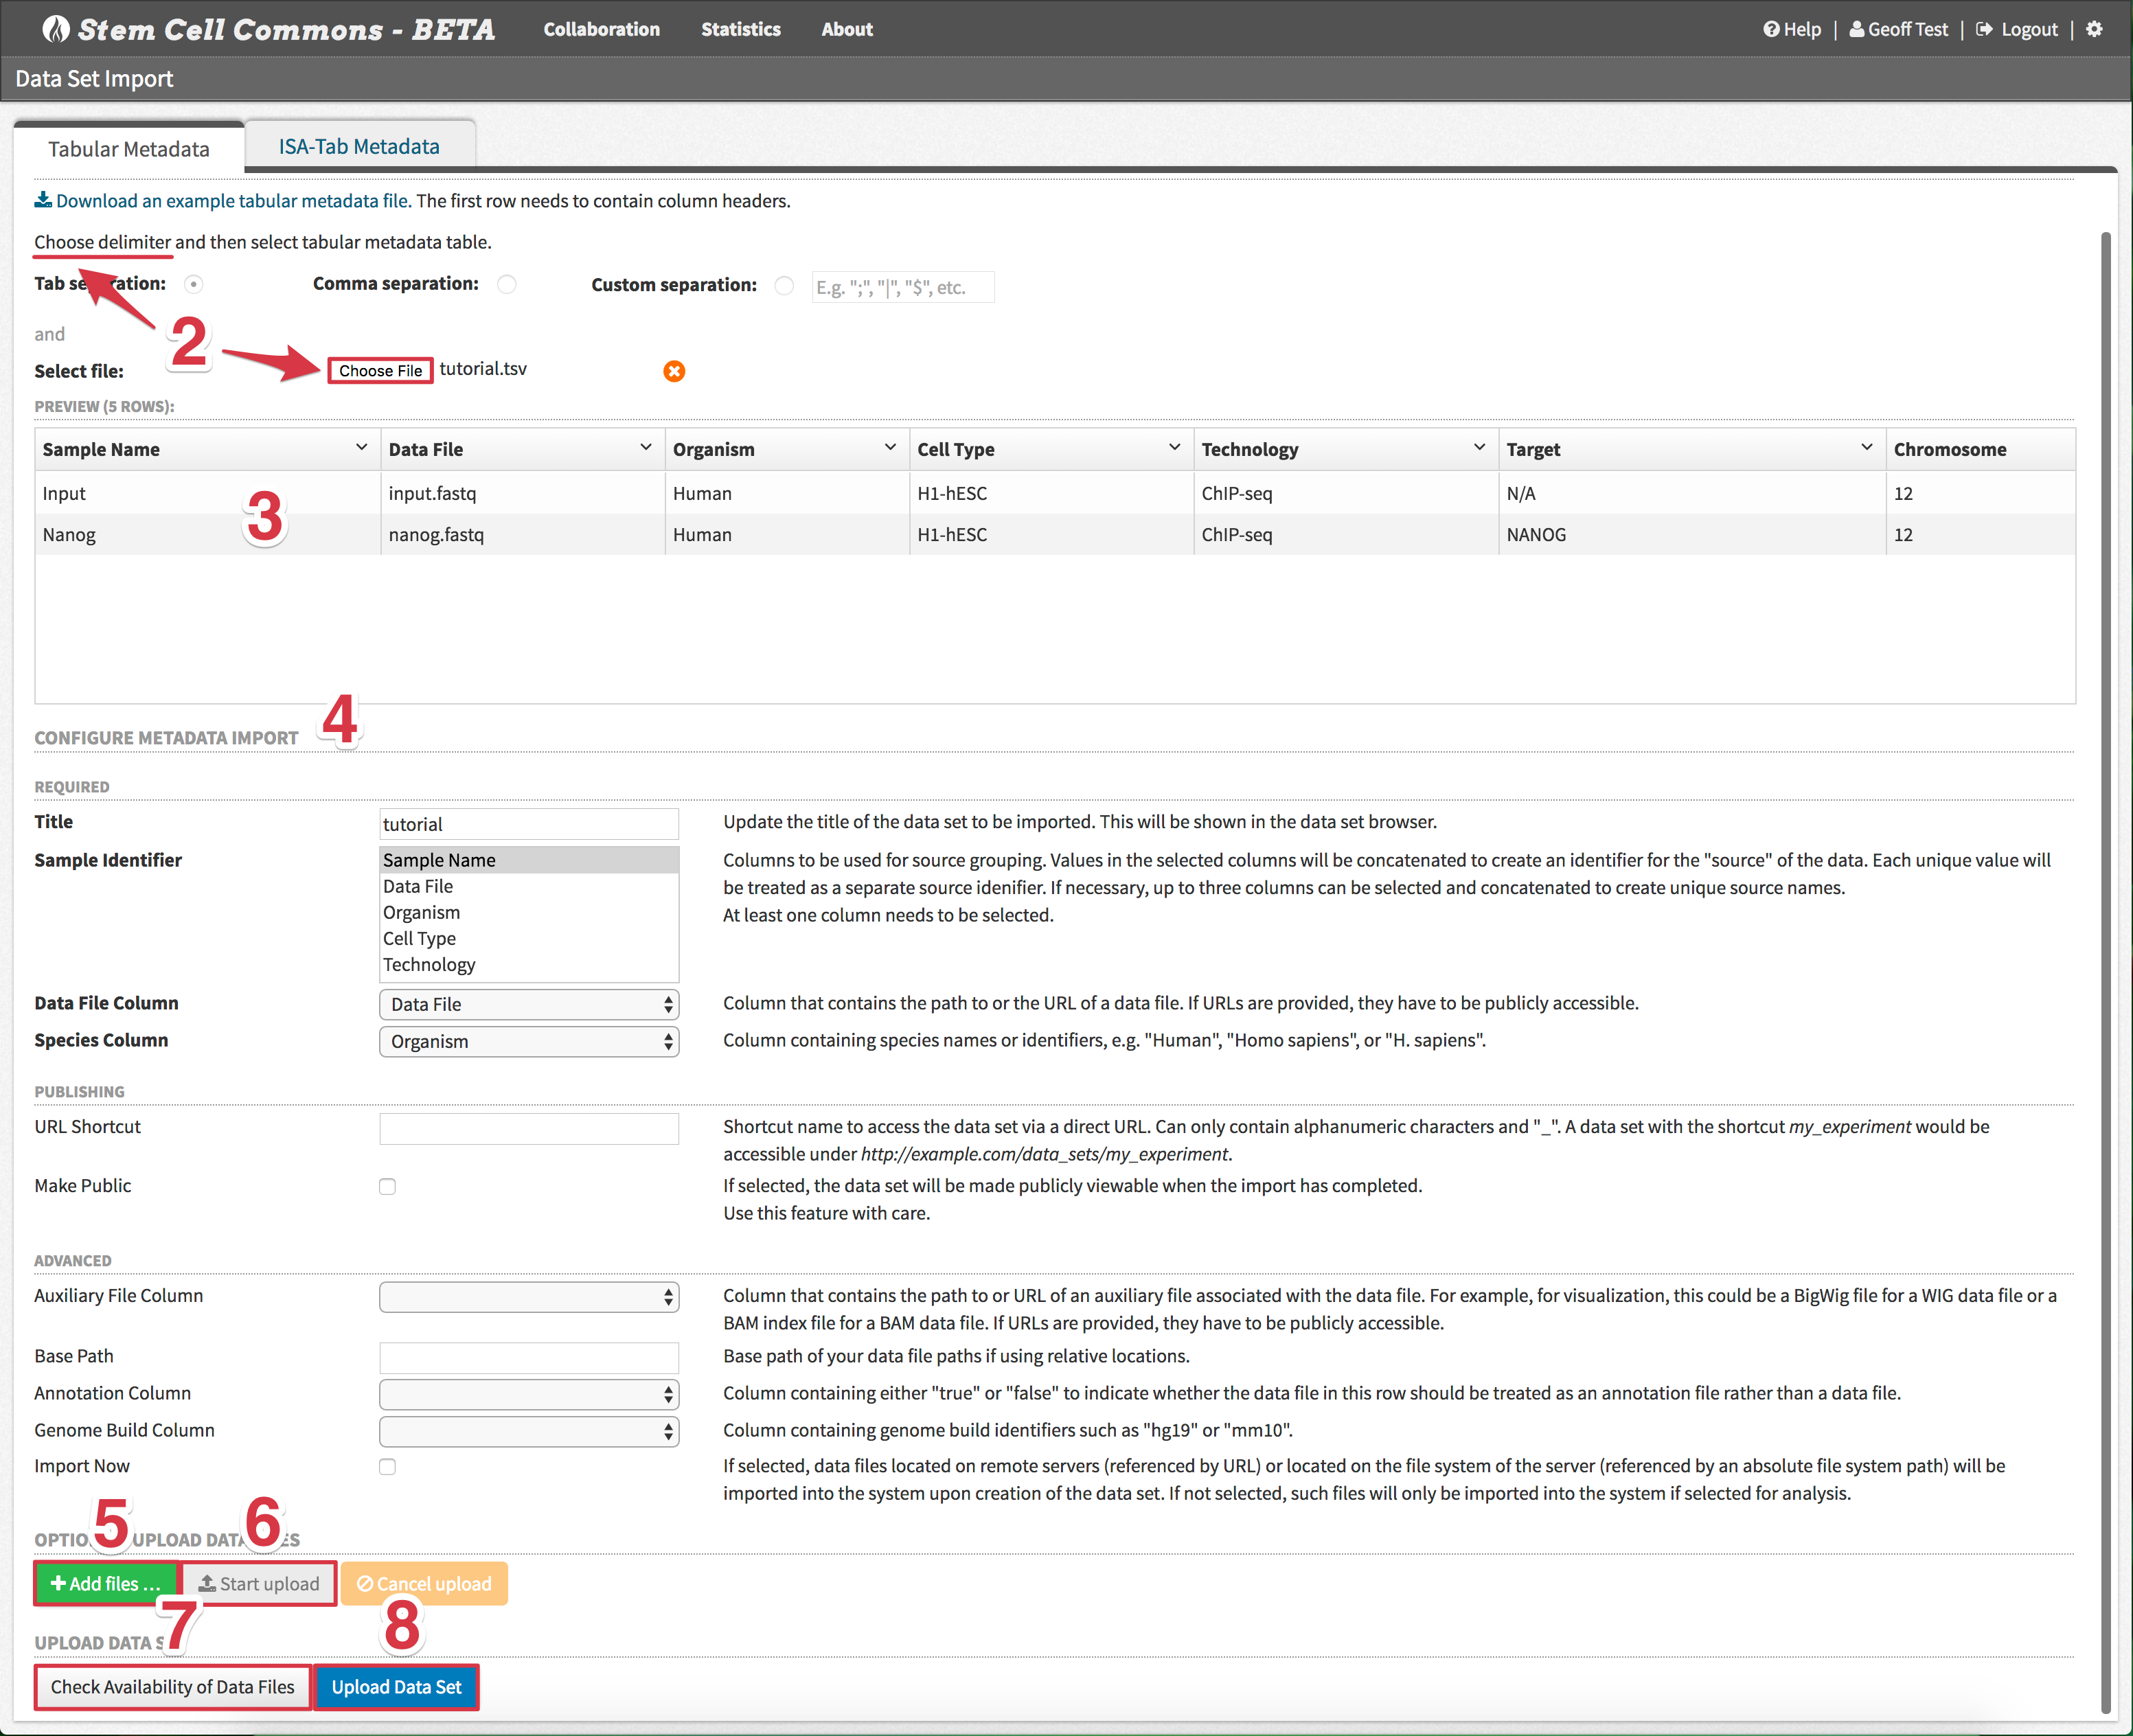 Stem Cell Commons - BETA Collaboration Statistics About Help | Geoff Test | Logout |
Data Set Import
Tabular Metadata ISA-Tab Metadata
Download an example tabular metadata file. The first row needs to contain column headers.
Choose delimiter and then select tabular metadata table.
Tab Comma separation: Custom separation: E.g. ";", "|", "$", etc.
and
2
Select file: Choose File tutorial.tsv
PREVIEW (5 ROWS):
Sample Name Data File Organism Cell Type Technology Target Chromosome
Input input.fastq Human H1-hESC ChIP-seq N/A 12
3
Nanog nanog.fastq Human H1-hESC ChIP-seq NANOG 12
4
CONFIGURE METADATA IMPORT
REQUIRED
Title tutorial Update the title of the data set to be imported. This will be shown in the data set browser.
Sample Identifier Sample Name Columns to be used for source grouping. Values in the selected columns will be concatenated to create an identifier for the "source" of the data. Each unique value will
Data File be treated as a separate source idenifier. If necessary, up to three columns can be selected and concatenated to create unique source names.
Organism At least one column needs to be selected.
Cell Type
Technology
Data File Column Data File Column that contains the path to or the URL of a data file. If URLs are provided, they have to be publicly accessible.
Species Column Organism Column containing species names or identifiers, e.g. "Human", "Homo sapiens", or "H. sapiens".
PUBLISHING
URL Shortcut Shortcut name to access the data set via a direct URL. Can only contain alphanumeric characters and "_". A data set with the shortcut my_experiment would be
accessible under http://example.com/data_sets/my_experiment.
Make Public If selected, the data set will be made publicly viewable when the import has completed.
Use this feature with care.
ADVANCED
Auxiliary File Column Column that contains the path to or URL of an auxiliary file associated with the data file. For example, for visualization, this could be a BigWig file for a WIG data file or a
BAM index file for a BAM data file. If URLs are provided, they have to be publicly accessible.
Base Path Base path of your data file paths if using relative locations.
Annotation Column Column containing either "true" or "false" to indicate whether the data file in this row should be treated as an annotation file rather than a data file.
Genome Build Column Column containing genome build identifiers such as "hg19" or "mm10".
Import Now If selected, data files located on remote servers (referenced by URL) or located on the file system of the server (referenced by an absolute file system path) will be
imported into the system upon creation of the data set. If not selected, such files will only be imported into the system if selected for analysis.
5 6
UPLOAD
Add files ... Start upload Cancel upload
7 8
UPLOAD DATA
Check Availability of Data Files Upload Data Set